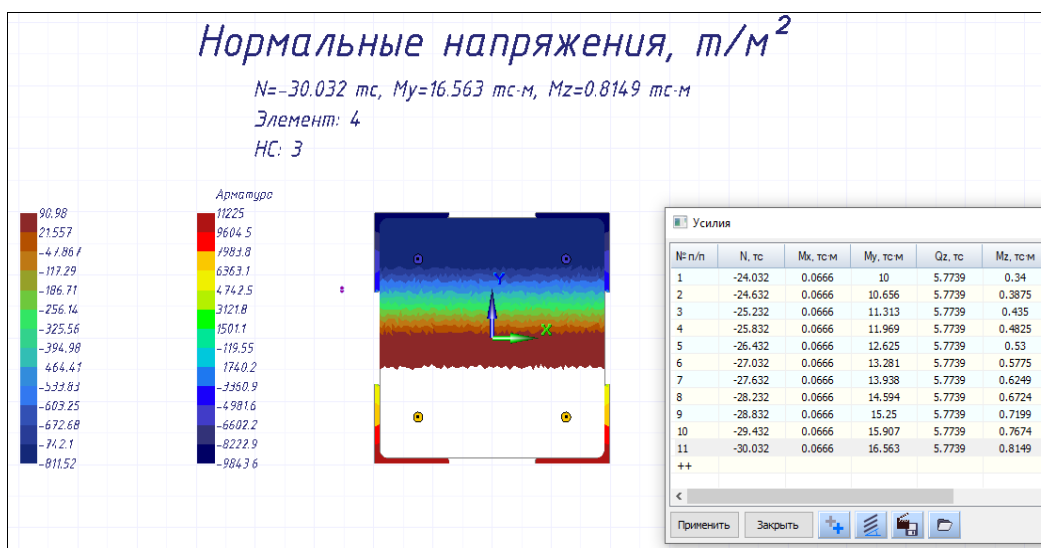 Нормальные напряжения, т/м²
N=-30.032 тс, My=16.563 тс·м, Mz=0.8149 тс·м
Элемент: 4
НС: 3
90.98
21.557
-47.867
-117.29
-186.71
-256.14
-325.56
-394.98
-464.41
-533.83
-603.25
-672.68
-742.1
-811.52
Арматура
11225
9604.5
7983.8
6363.1
4742.5
3121.8
1501.1
-119.55
-1740.2
-3360.9
-4981.6
-6602.2
-8222.9
-9843.6
Y
X
Усилия
№ п/п N, тс Mx, тс·м My, тс·м Qz, тс Mz, тс·м
1 -24.032 0.0666 10 5.7739 0.34
2 -24.632 0.0666 10.656 5.7739 0.3875
3 -25.232 0.0666 11.313 5.7739 0.435
4 -25.832 0.0666 11.969 5.7739 0.4825
5 -26.432 0.0666 12.625 5.7739 0.53
6 -27.032 0.0666 13.281 5.7739 0.5775
7 -27.632 0.0666 13.938 5.7739 0.6249
8 -28.232 0.0666 14.594 5.7739 0.6724
9 -28.832 0.0666 15.25 5.7739 0.7199
10 -29.432 0.0666 15.907 5.7739 0.7674
11 -30.032 0.0666 16.563 5.7739 0.8149
++
Применить Закрыть